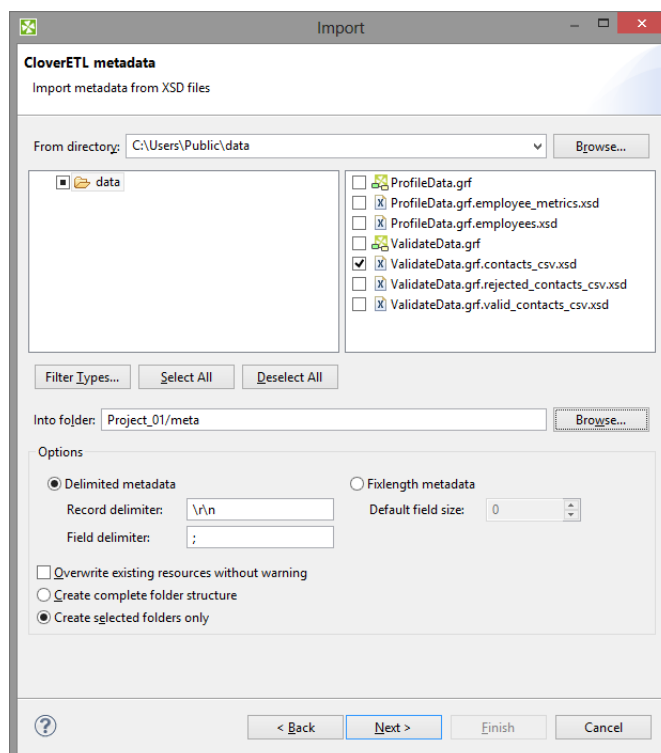 Import
CloverETL metadata
Import metadata from XSD files
From directory: C:\Users\Public\data Browse...
data
ProfileData.grf
ProfileData.grf.employee_metrics.xsd
ProfileData.grf.employees.xsd
ValidateData.grf
ValidateData.grf.contacts_csv.xsd
ValidateData.grf.rejected_contacts_csv.xsd
ValidateData.grf.valid_contacts_csv.xsd
Filter Types... Select All Deselect All
Into folder: Project_01/meta Browse...
Options
Delimited metadata Fixlength metadata
Record delimiter: \r\n Default field size: 0
Field delimiter: ;
Overwrite existing resources without warning
Create complete folder structure
Create selected folders only
< Back Next > Finish Cancel